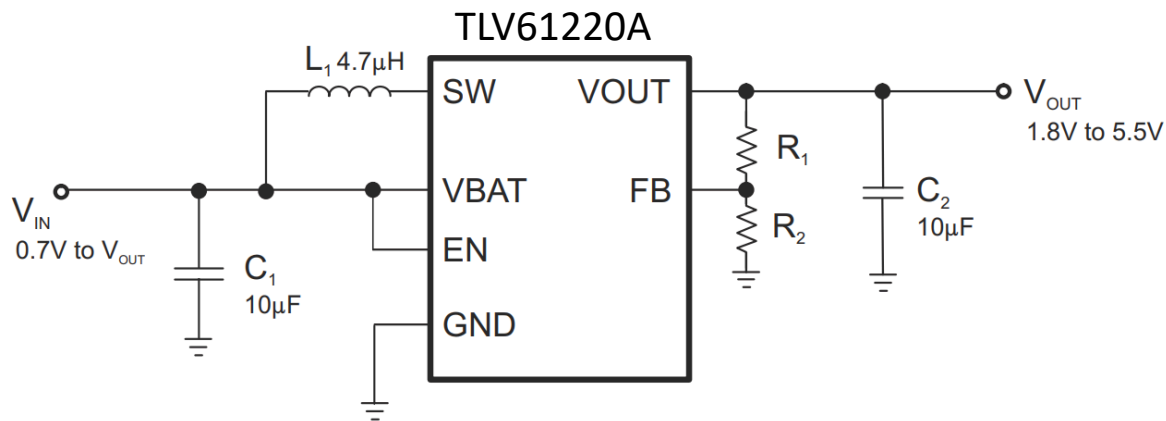 TLV61220A
L1 4.7µH
SW
VOUT
VOUT
1.8V to 5.5V
R1
VBAT
FB
VIN
0.7V to VOUT
R2
C2
10µF
EN
C1
10µF
GND